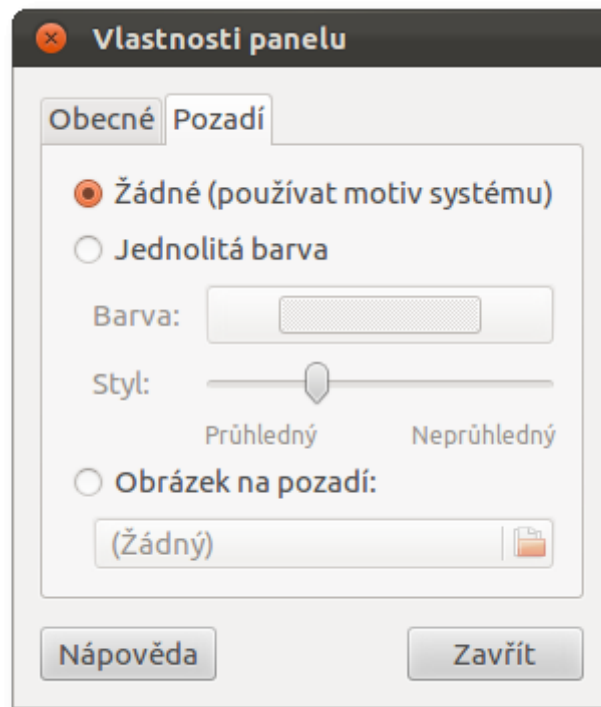 Vlastnosti panelu
Obecné Pozadí
Žádné (používat motiv systému)
Jednolitá barva
Barva:
Styl:
Průhledný Neprůhledný
Obrázek na pozadí:
(Žádný)
Nápověda Zavřít